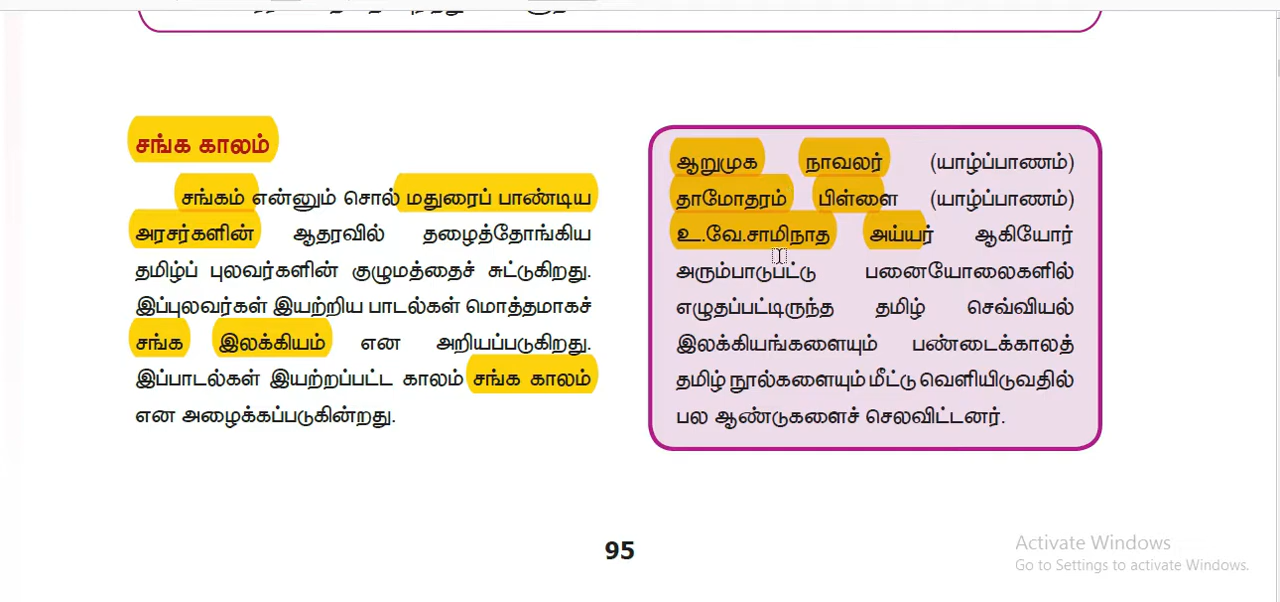 சங்க காலம்
சங்கம் என்னும் சொல் மதுரைப் பாண்டிய
அரசர்களின் ஆதரவில் தழைத்தோங்கிய
தமிழ்ப் புலவர்களின் குழுமத்தைச் சுட்டுகிறது.
இப்புலவர்கள் இயற்றிய பாடல்கள் மொத்தமாகச்
சங்க இலக்கியம் என அறியப்படுகிறது.
இப்பாடல்கள் இயற்றப்பட்ட காலம் சங்க காலம்
என அழைக்கப்படுகின்றது.
ஆறுமுக நாவலர் (யாழ்ப்பாணம்)
தாமோதரம் பிள்ளை (யாழ்ப்பாணம்)
உ.வே.சாமிநாத அய்யர் ஆகியோர்
அரும்பாடுபட்டு பனையோலைகளில்
எழுதப்பட்டிருந்த தமிழ் செவ்வியல்
இலக்கியங்களையும் பண்டைக்காலத்
தமிழ் நூல்களையும் மீட்டு வெளியிடுவதில்
பல ஆண்டுகளைச் செலவிட்டனர்.
95
Activate Windows
Go to Settings to activate Windows.